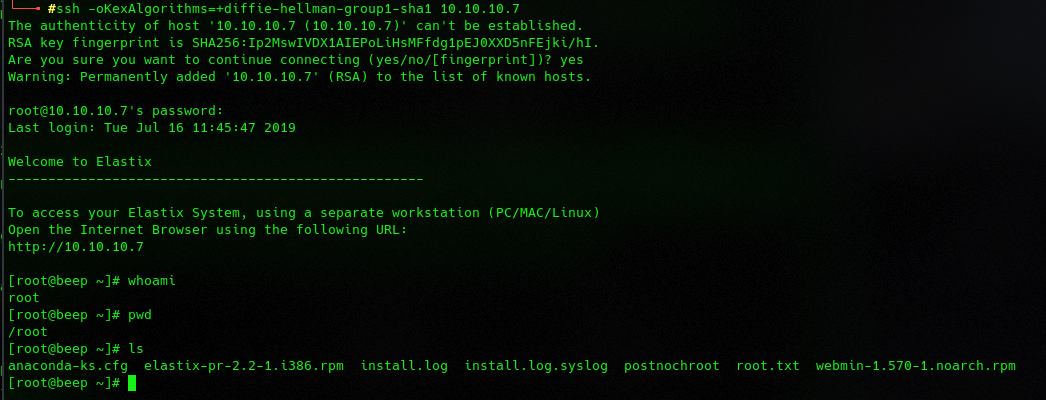 #ssh -oKexAlgorithms=+diffie-hellman-group1-sha1 10.10.10.7
The authenticity of host '10.10.10.7 (10.10.10.7)' can't be established.
RSA key fingerprint is SHA256:Ip2MswIVDX1AIEPoLiHsMFfdg1pEJ0XXD5nFEjki/hI.
Are you sure you want to continue connecting (yes/no/[fingerprint])? yes
Warning: Permanently added '10.10.10.7' (RSA) to the list of known hosts.
root@10.10.10.7's password:
Last login: Tue Jul 16 11:45:47 2019
Welcome to Elastix
----------------------------------------------------
To access your Elastix System, using a separate workstation (PC/MAC/Linux)
Open the Internet Browser using the following URL:
http://10.10.10.7
[root@beep ~]# whoami
root
[root@beep ~]# pwd
/root
[root@beep ~]# ls
anaconda-ks.cfg  elastix-pr-2.2-1.i386.rpm  install.log  install.log.syslog  postnochroot  root.txt  webmin-1.570-1.noarch.rpm
[root@beep ~]#